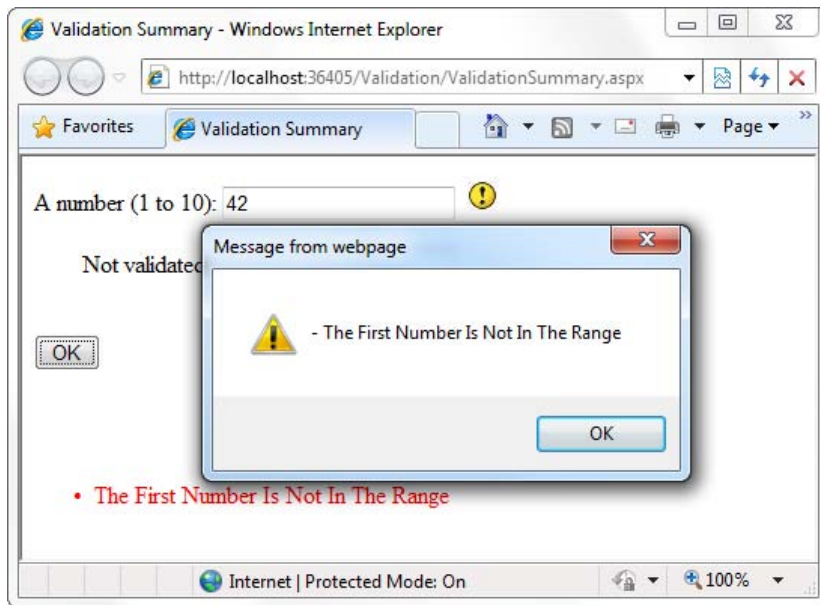 Validation Summary - Windows Internet Explorer
http://localhost:36405/Validation/ValidationSummary.aspx
Favorites
Validation Summary
Page
A number (1 to 10): 42
Message from webpage
Not validated
- The First Number Is Not In The Range
OK
OK
• The First Number Is Not In The Range
Internet | Protected Mode: On
100%